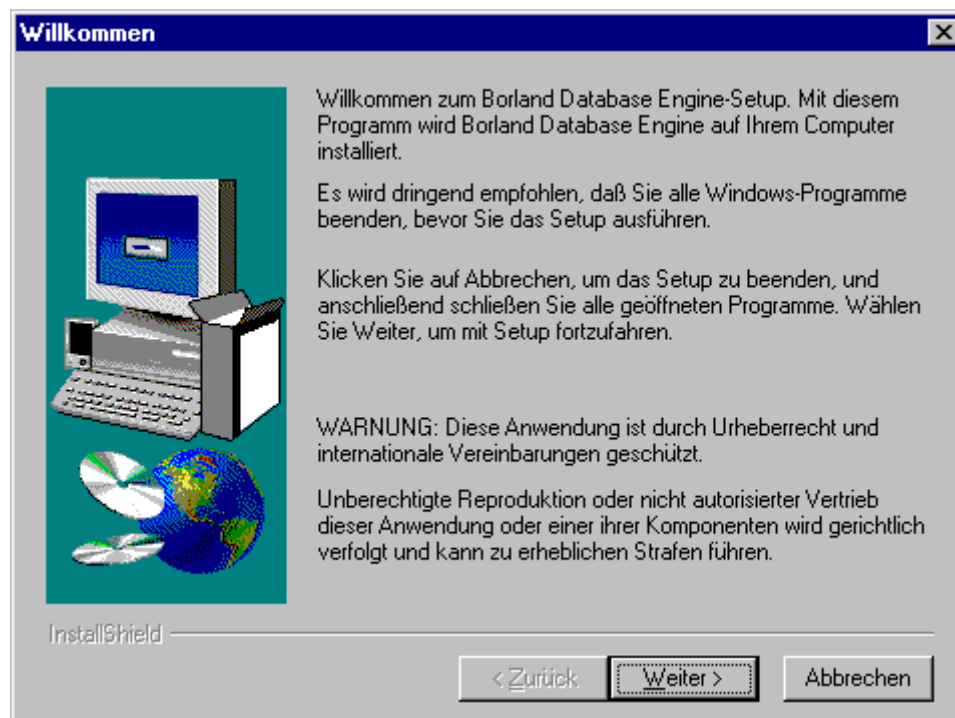 Willkommen
Willkommen zum Borland Database Engine-Setup. Mit diesem
Programm wird Borland Database Engine auf Ihrem Computer
installiert.
Es wird dringend empfohlen, daß Sie alle Windows-Programme
beenden, bevor Sie das Setup ausführen.
Klicken Sie auf Abbrechen, um das Setup zu beenden, und
anschließend schließen Sie alle geöffneten Programme. Wählen
Sie Weiter, um mit Setup fortzufahren.
WARNUNG: Diese Anwendung ist durch Urheberrecht und
internationale Vereinbarungen geschützt.
Unberechtigte Reproduktion oder nicht autorisierter Vertrieb
dieser Anwendung oder einer ihrer Komponenten wird gerichtlich
verfolgt und kann zu erheblichen Strafen führen.
InstallShield
< Zurück
Weiter >
Abbrechen